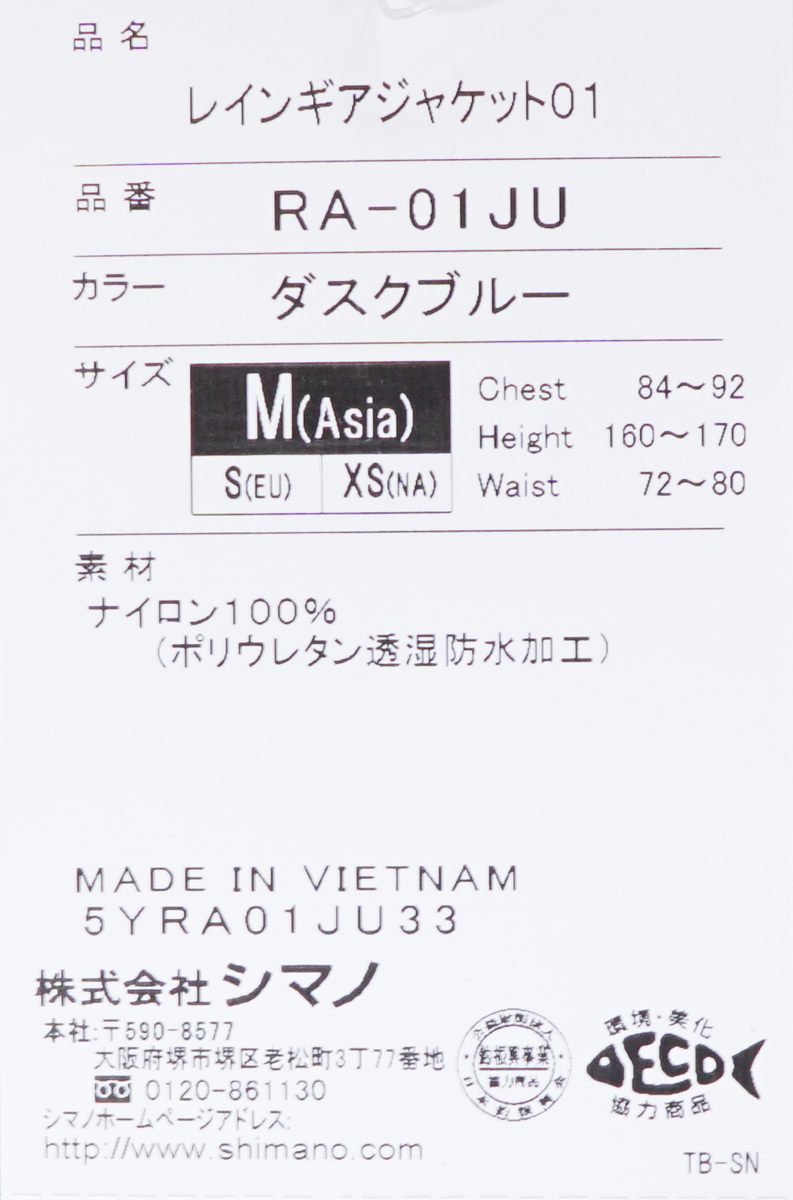 品名
レインギアジャケット01
品番 RA-01JU
カラー ダスクブルー
サイズ M(Asia)
S(EU) XS(NA)
Chest 84～92
Height 160～170
Waist 72～80
素材
ナイロン100%
(ポリウレタン透湿防水加工)
MADE IN VIETNAM
5YRA01JU33
株式会社シマノ
本社:〒590-8577
大阪府堺市堺区老松町3丁77番地
0120-861130
シマノホームページアドレス:
http://www.shimano.com
環境・美化
ECO
協力商品
TB-SN